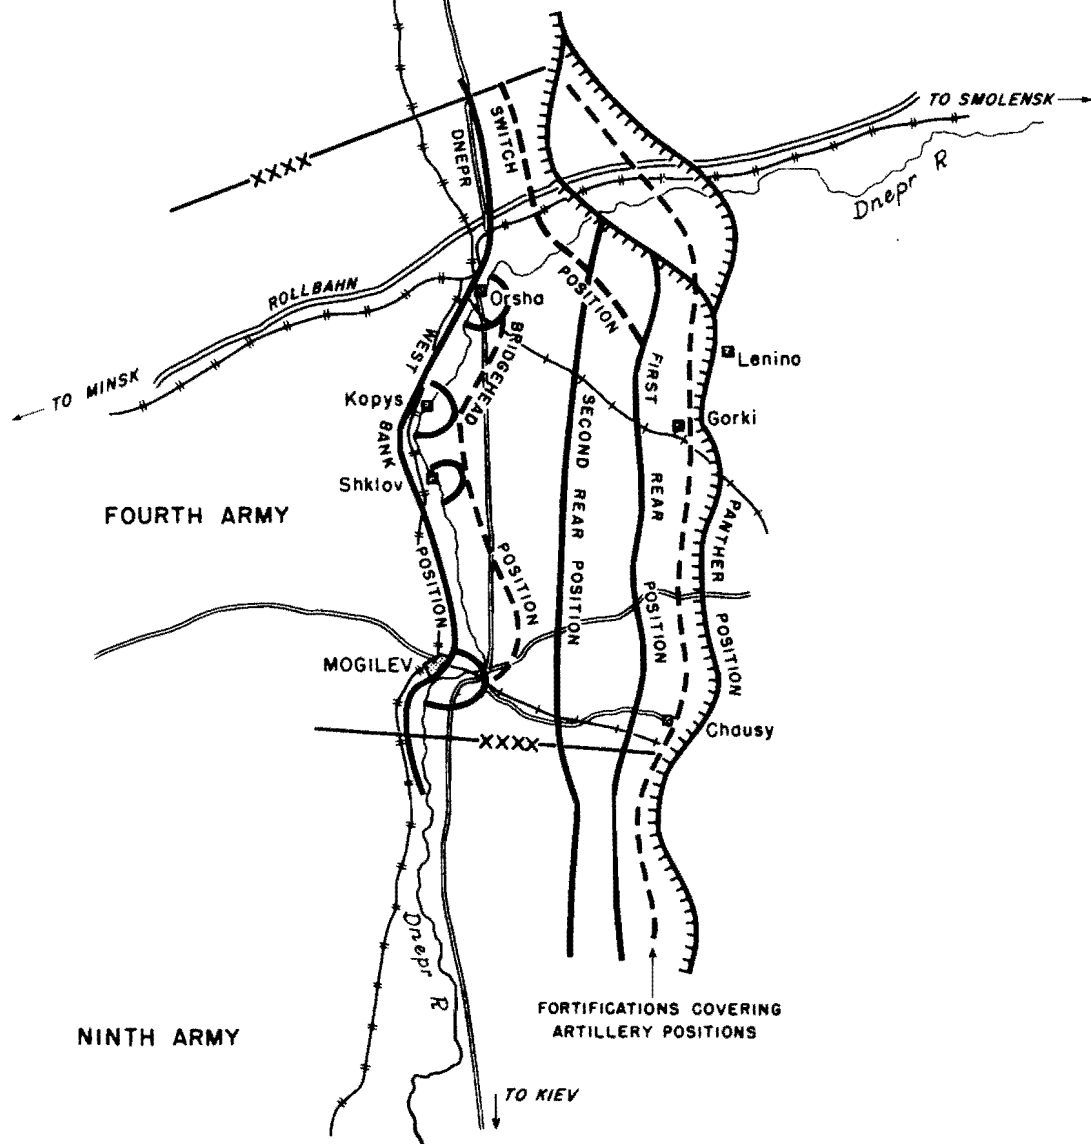 TO SMOLENSK
Dnepr R
XXXX
DNEPR
SWITCH
POSITION
ROLLBAHN
TO MINSK
Orsha
WEST
BANK
POSITION
BRIDGEHEAD
POSITION
Kopys
Shklov
FOURTH ARMY
MOGILEV
SECOND REAR POSITION
FIRST
REAR
POSITION
Lenino
Gorki
PANTHER
POSITION
Chausy
XXXX
Dnepr R
NINTH ARMY
FORTIFICATIONS COVERING
ARTILLERY POSITIONS
TO KIEV